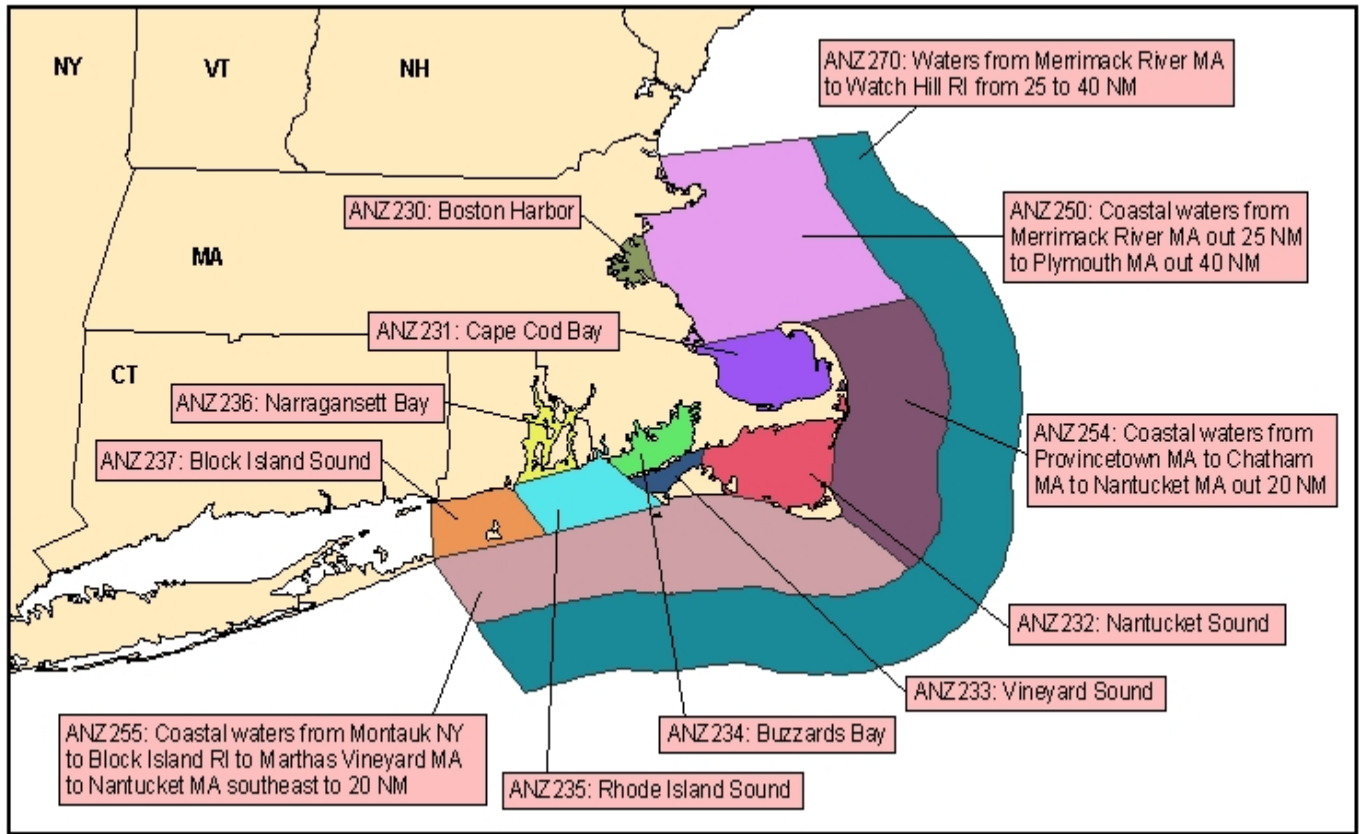 NY
VT
NH
ANZ270: Waters from Merrimack River MA
to Watch Hill RI from 25 to 40 NM
ANZ230: Boston Harbor
ANZ250: Coastal waters from
Merrimack River MA out 25 NM
to Plymouth MA out 40 NM
MA
ANZ231: Cape Cod Bay
CT
ANZ236: Narragansett Bay
ANZ237: Block Island Sound
ANZ254: Coastal waters from
Provincetown MA to Chatham
MA to Nantucket MA out 20 NM
ANZ232: Nantucket Sound
ANZ233: Vineyard Sound
ANZ234: Buzzards Bay
ANZ255: Coastal waters from Montauk NY
to Block Island RI to Marthas Vineyard MA
to Nantucket MA southeast to 20 NM
ANZ235: Rhode Island Sound